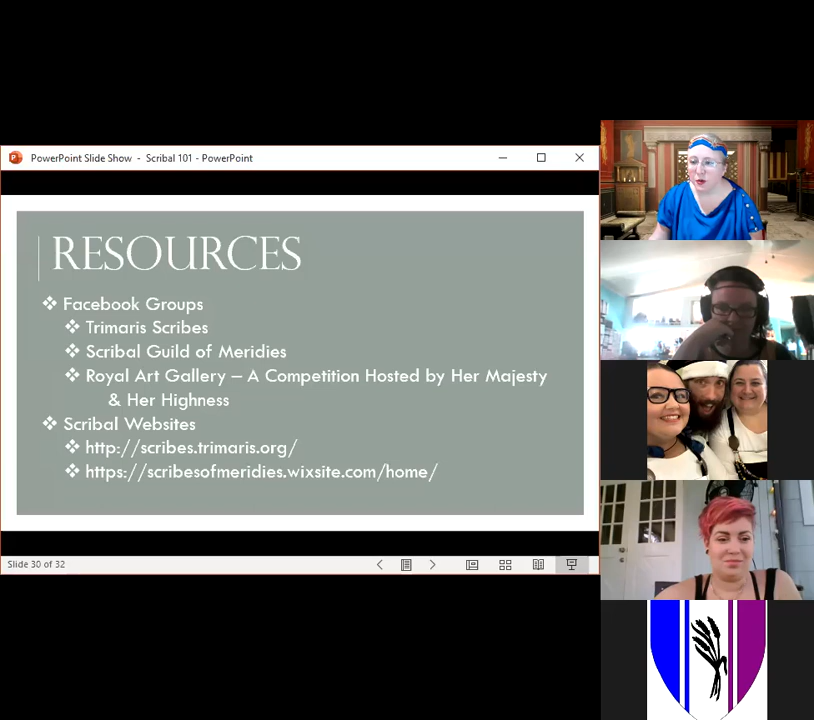 PowerPoint Slide Show - Scribal 101 - PowerPoint
RESOURCES
❖ Facebook Groups
❖ Trimaris Scribes
❖ Scribal Guild of Meridies
❖ Royal Art Gallery – A Competition Hosted by Her Majesty
& Her Highness
❖ Scribal Websites
❖ http://scribes.trimaris.org/
❖ https://scribesofmeridies.wixsite.com/home/
Slide 30 of 32